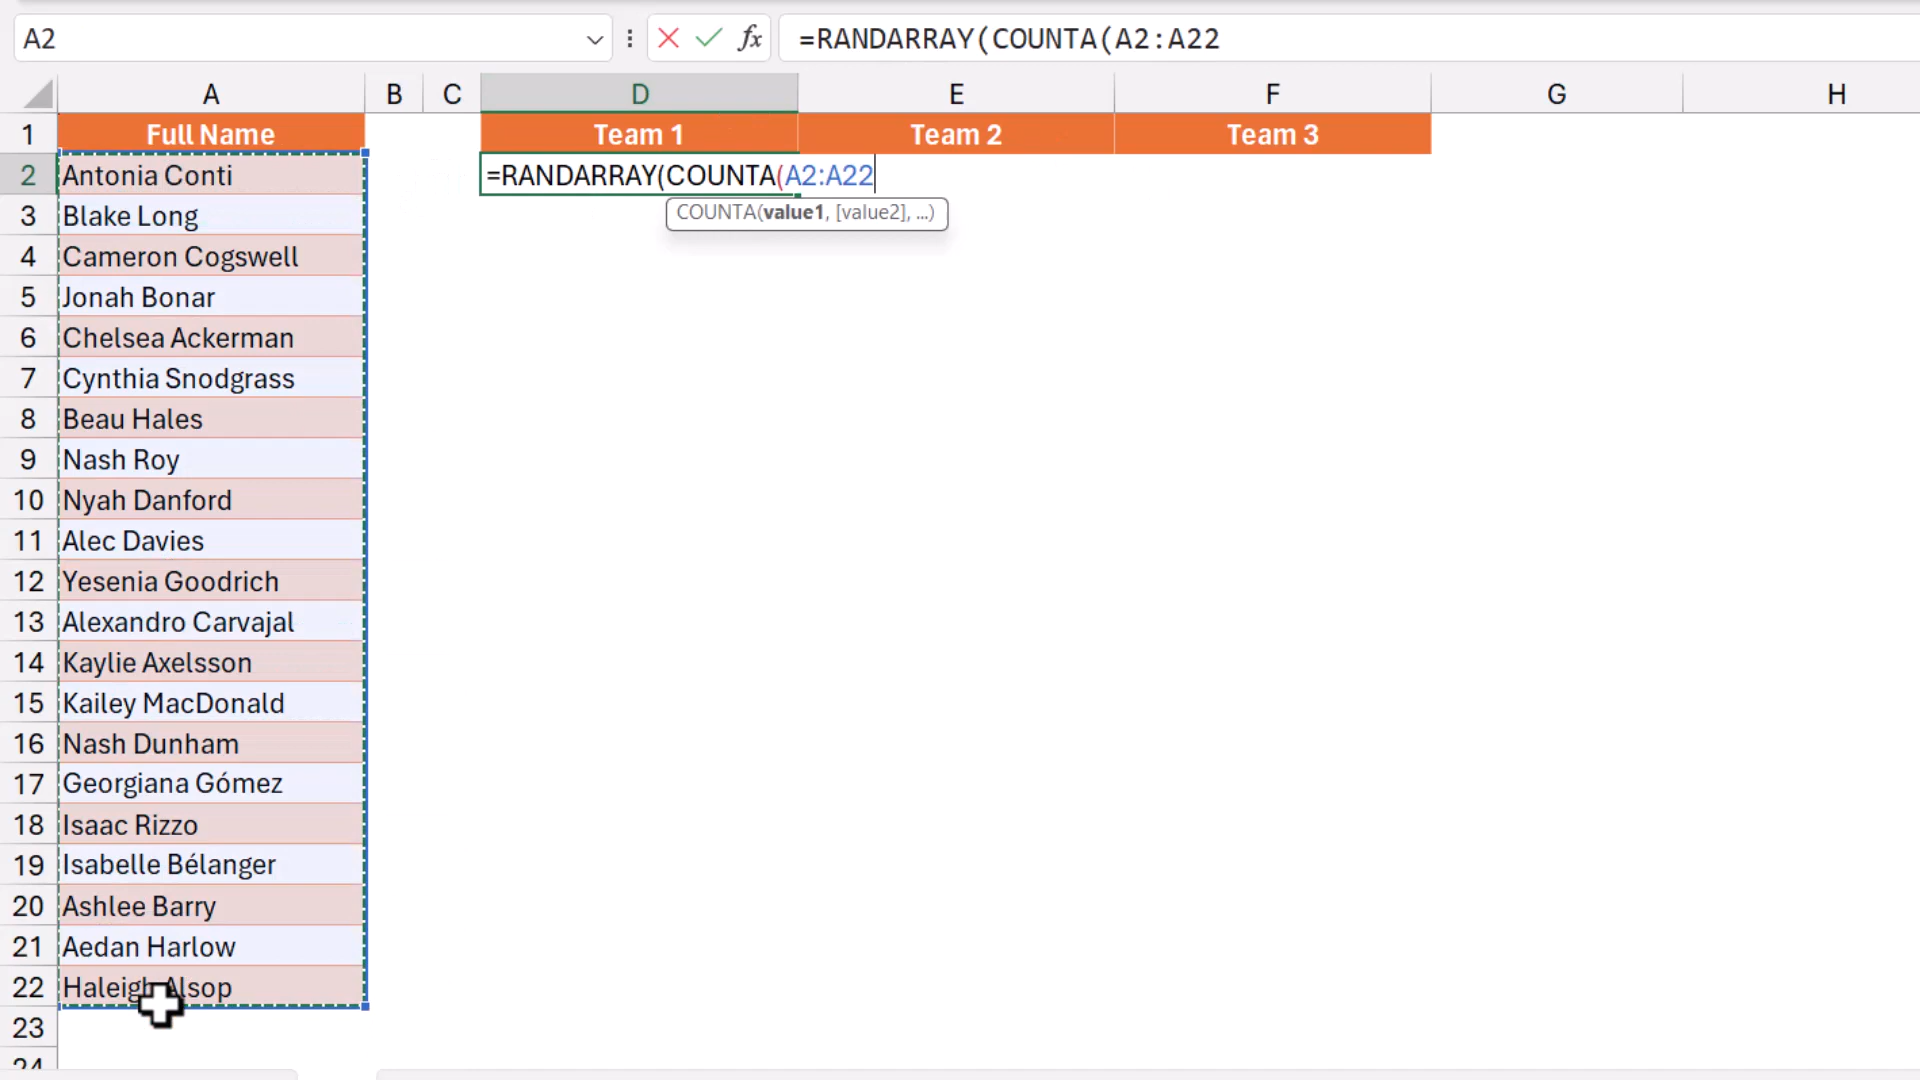 A2 fx =RANDARRAY(COUNTA(A2:A22
A B C D E F G H
1 Full Name Team 1 Team 2 Team 3
2 Antonia Conti =RANDARRAY(COUNTA(A2:A22
COUNTA(value1, [value2], ...)
3 Blake Long
4 Cameron Cogswell
5 Jonah Bonar
6 Chelsea Ackerman
7 Cynthia Snodgrass
8 Beau Hales
9 Nash Roy
10 Nyah Danford
11 Alec Davies
12 Yesenia Goodrich
13 Alexandro Carvajal
14 Kaylie Axelsson
15 Kailey MacDonald
16 Nash Dunham
17 Georgiana Gómez
18 Isaac Rizzo
19 Isabelle Bélanger
20 Ashlee Barry
21 Aedan Harlow
22 Haleigh Alsop
23
24